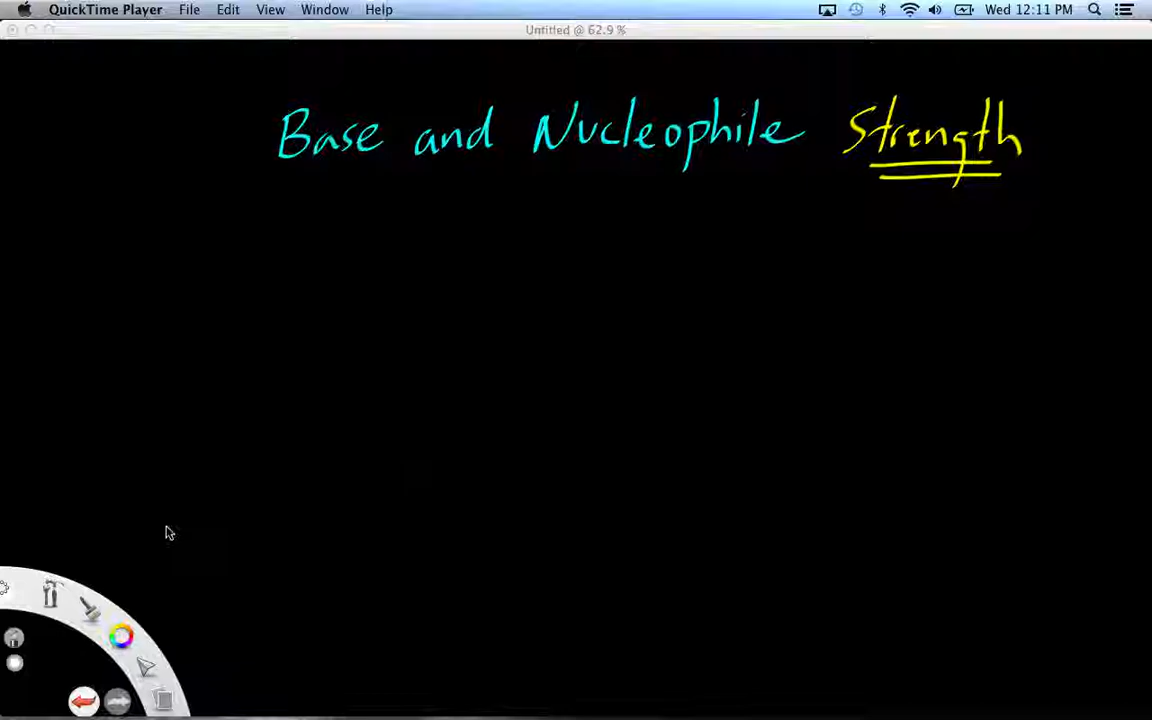 QuickTime Player File Edit View Window Help Wed 12:11 PM
Untitled @ 62.9 %
Base and Nucleophile Strength